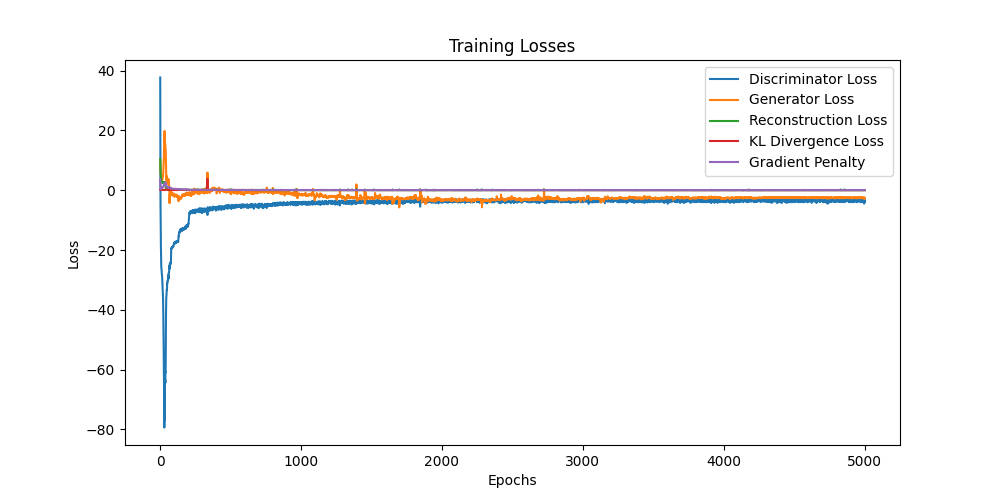 Training Losses
40
20
0
−20
−40
−60
−80
Loss
Discriminator Loss
Generator Loss
Reconstruction Loss
KL Divergence Loss
Gradient Penalty
0
1000
2000
3000
4000
5000
Epochs